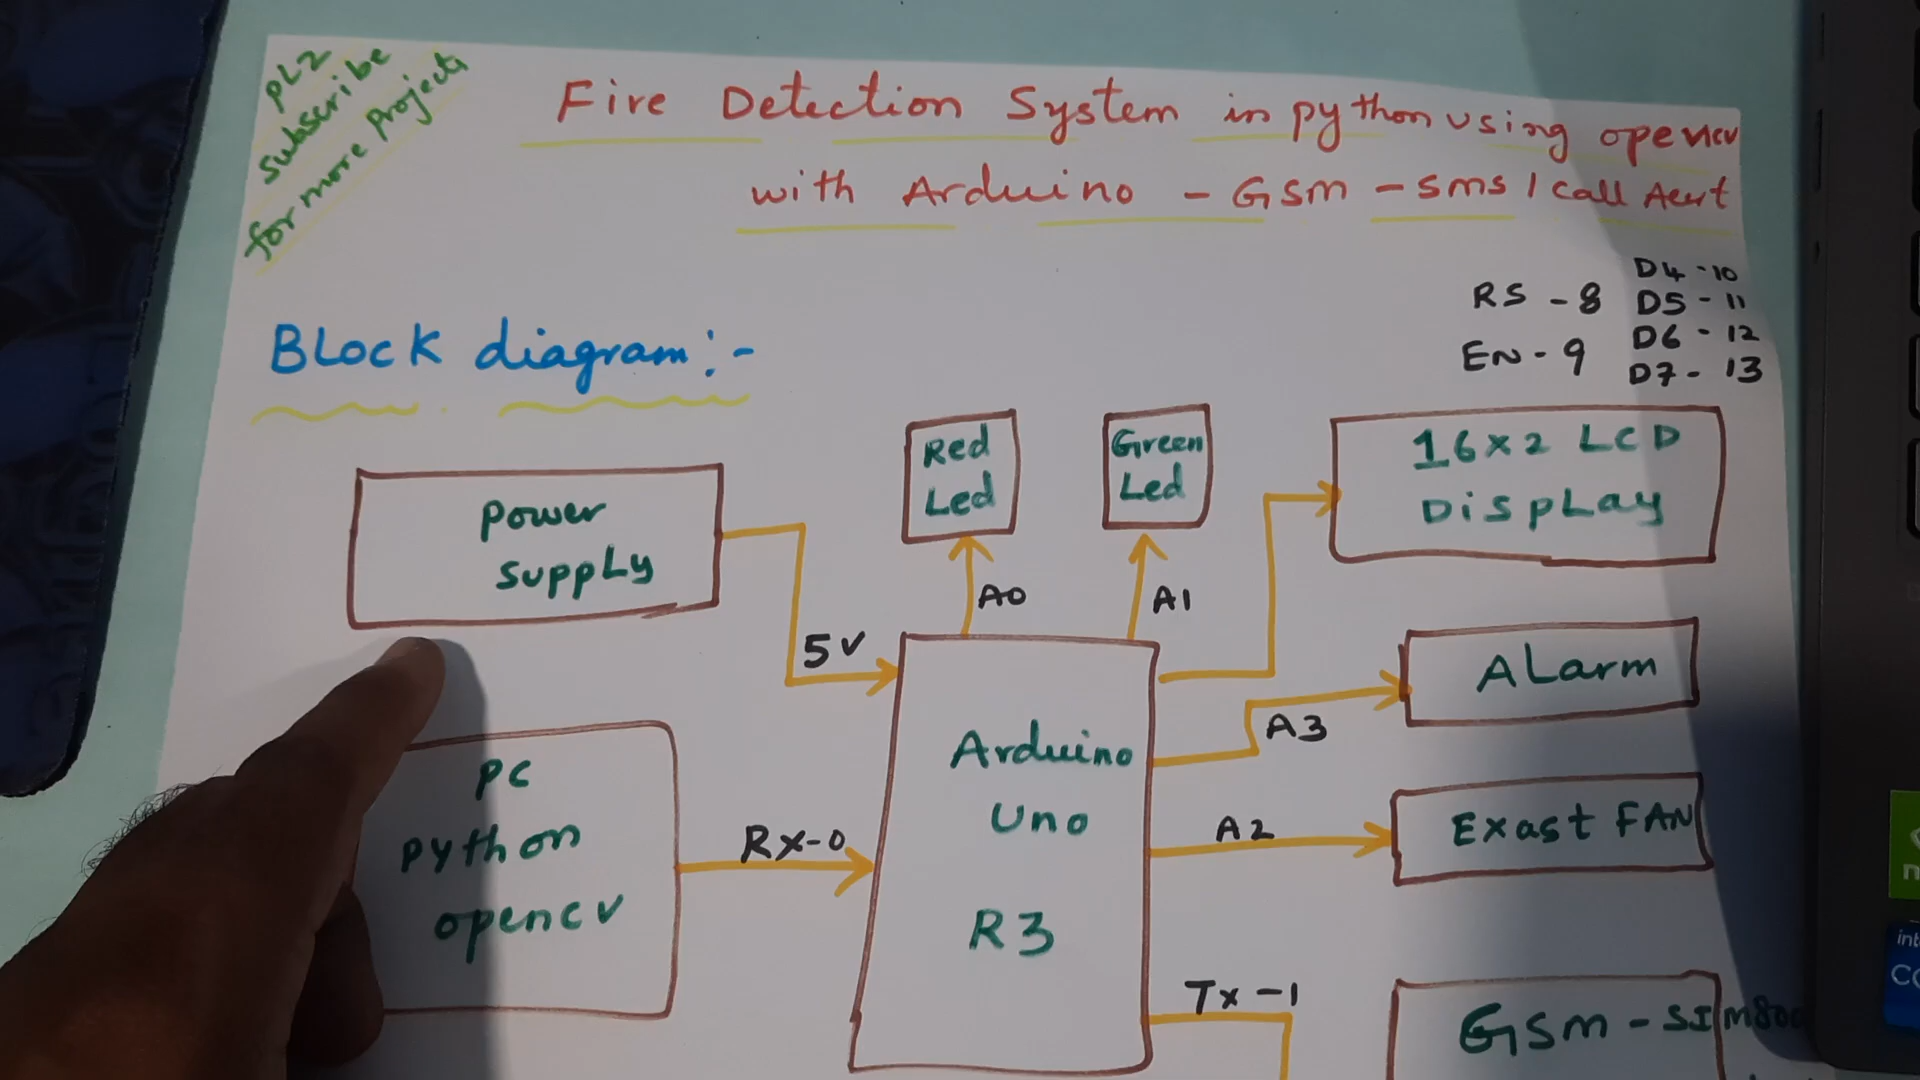 PL2
subscribe
for more projects
Fire Detection System in python using opencv
with Arduino - Gsm - sms / call Aert
RS - 8
EN - 9
D4 - 10
D5 - 11
D6 - 12
D7 - 13
BLock diagram:-
Power
suppLy
Red
Led
Green
Led
16x2 LCD
DispLay
A0
A1
5V
ALarm
A3
PC
python
opencv
Rx-0
Arduino
Uno
R3
A2
Exast FAN
Tx-1
Gsm - SIM800